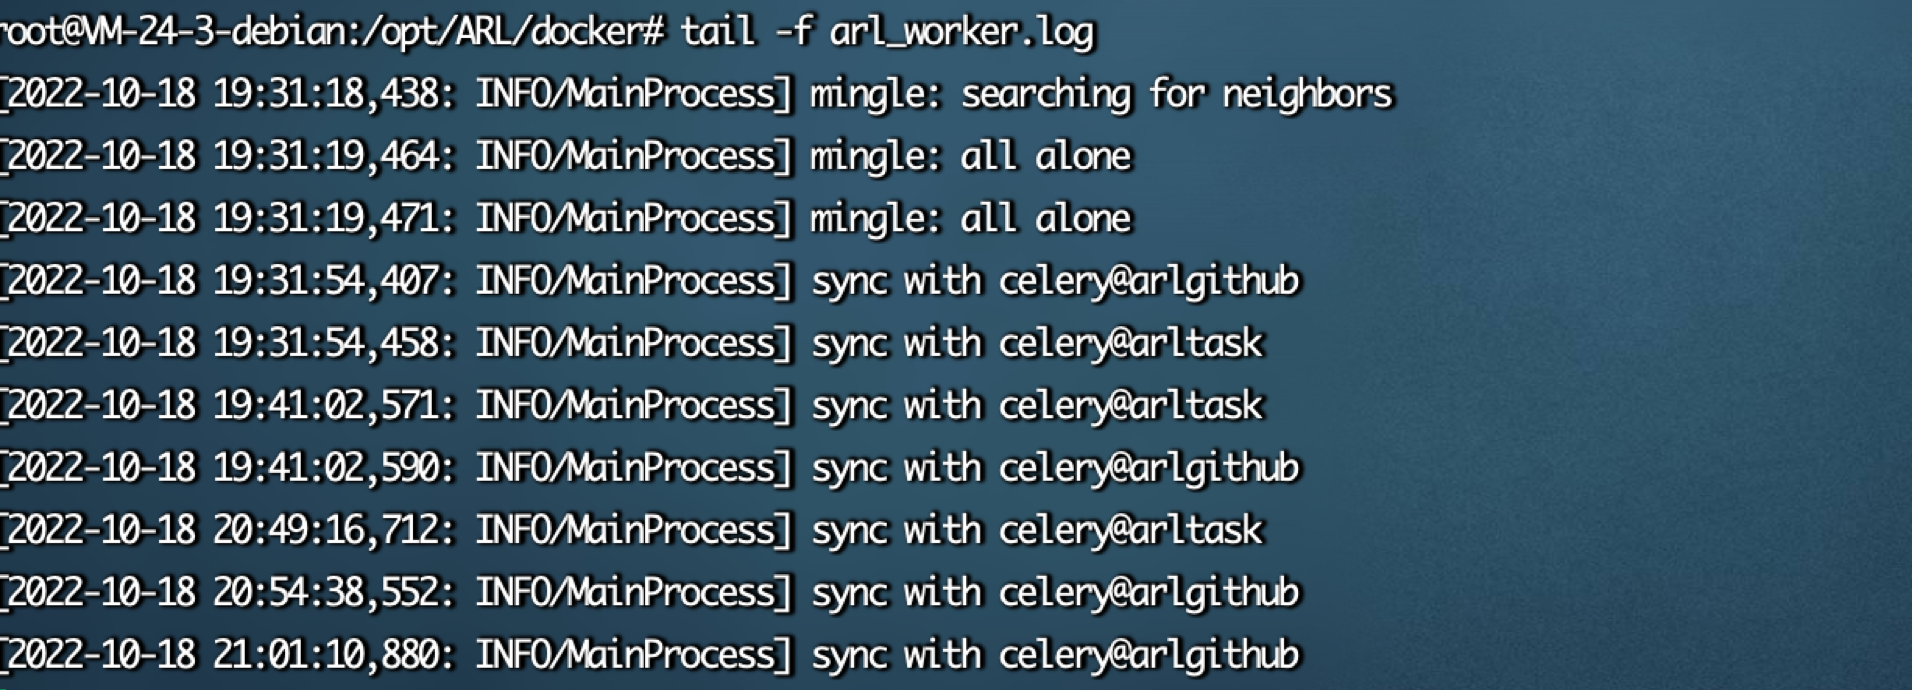 root@VM-24-3-debian:/opt/ARL/docker# tail -f arl_worker.log
[2022-10-18 19:31:18,438: INFO/MainProcess] mingle: searching for neighbors
[2022-10-18 19:31:19,464: INFO/MainProcess] mingle: all alone
[2022-10-18 19:31:19,471: INFO/MainProcess] mingle: all alone
[2022-10-18 19:31:54,407: INFO/MainProcess] sync with celery@arlgithub
[2022-10-18 19:31:54,458: INFO/MainProcess] sync with celery@arltask
[2022-10-18 19:41:02,571: INFO/MainProcess] sync with celery@arltask
[2022-10-18 19:41:02,590: INFO/MainProcess] sync with celery@arlgithub
[2022-10-18 20:49:16,712: INFO/MainProcess] sync with celery@arltask
[2022-10-18 20:54:38,552: INFO/MainProcess] sync with celery@arlgithub
[2022-10-18 21:01:10,880: INFO/MainProcess] sync with celery@arlgithub